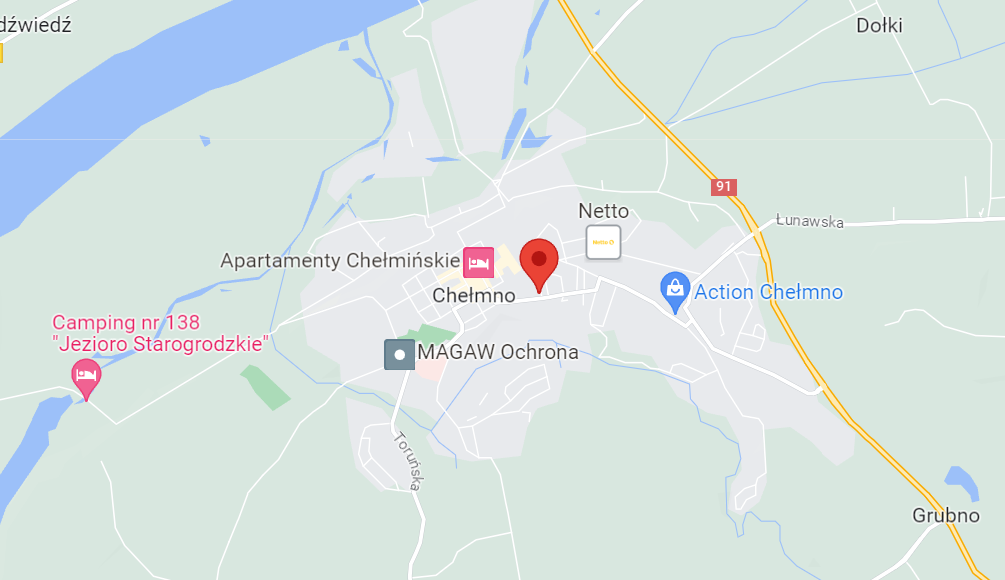 dźwiedź
Dołki
91
Netto
Netto
Łunawska
Apartamenty Chełmińskie
Chełmno
Action Chełmno
Camping nr 138
"Jezioro Starogrodzkie"
MAGAW Ochrona
Toruńska
Grubno